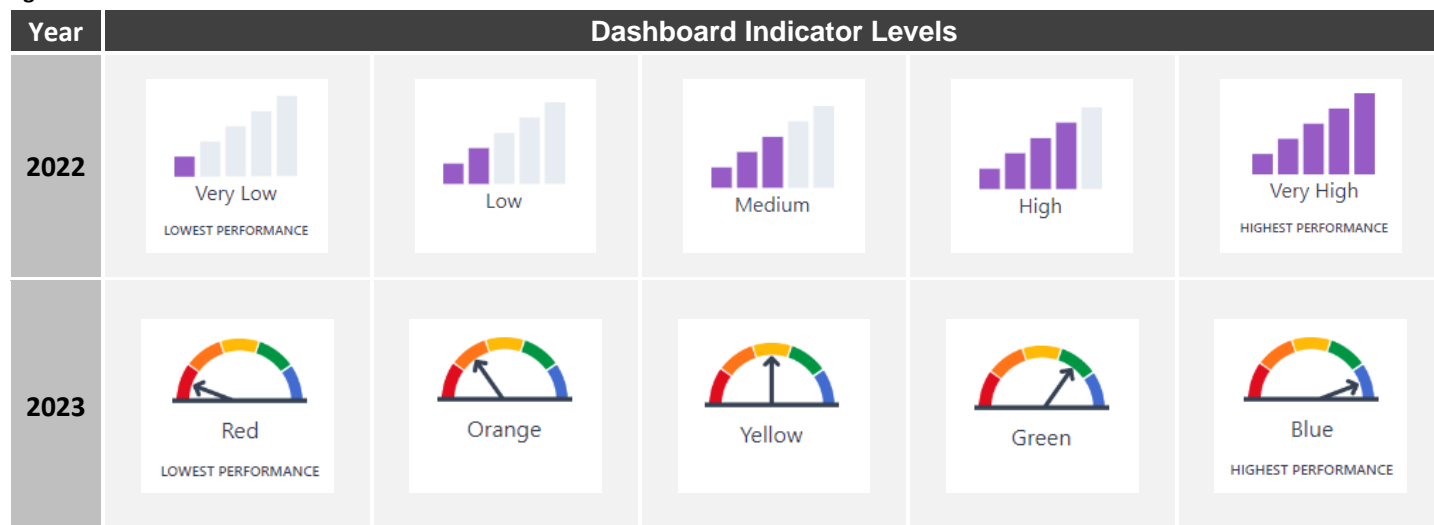 Year Dashboard Indicator Levels
2022
Very Low
LOWEST PERFORMANCE
Low
Medium
High
Very High
HIGHEST PERFORMANCE
2023
Red
LOWEST PERFORMANCE
Orange
Yellow
Green
Blue
HIGHEST PERFORMANCE